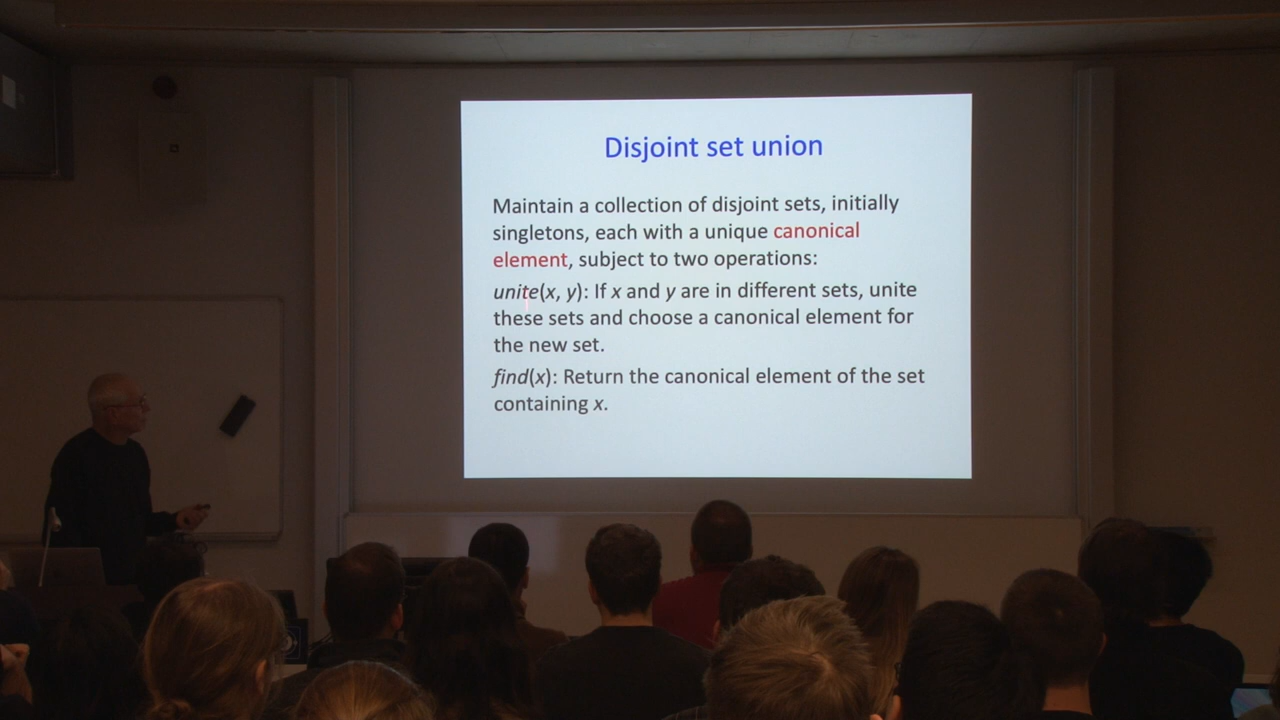 Disjoint set union
Maintain a collection of disjoint sets, initially
singletons, each with a unique canonical
element, subject to two operations:
unite(x, y): If x and y are in different sets, unite
these sets and choose a canonical element for
the new set.
find(x): Return the canonical element of the set
containing x.